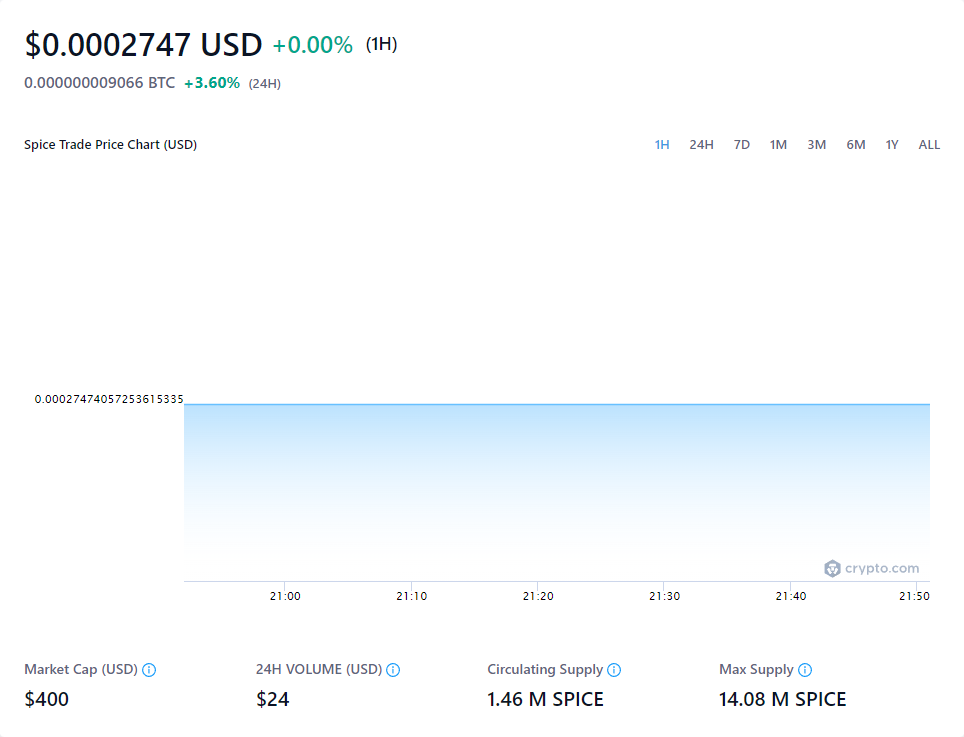 $0.0002747 USD +0.00% (1H)
0.000000009066 BTC +3.60% (24H)
Spice Trade Price Chart (USD) 1H 24H 7D 1M 3M 6M 1Y ALL
0.00027474057253615335
crypto.com
21:00 21:10 21:20 21:30 21:40 21:50
Market Cap (USD) 24H VOLUME (USD) Circulating Supply Max Supply
$400 $24 1.46 M SPICE 14.08 M SPICE